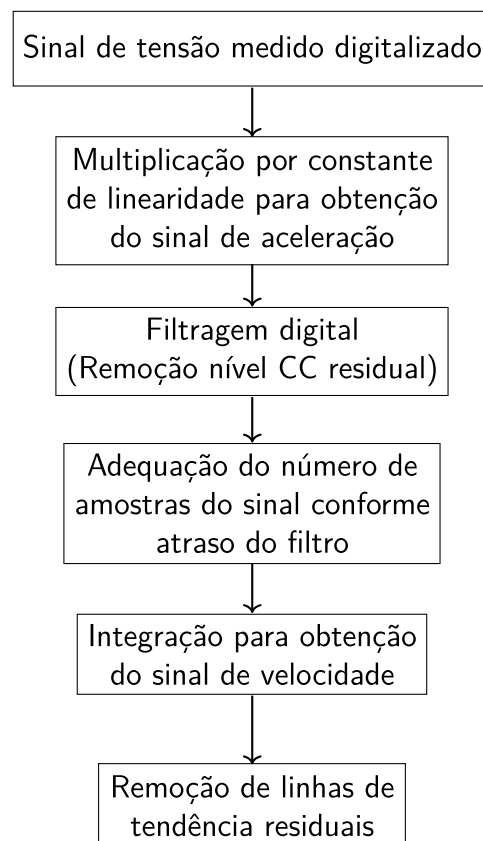 Sinal de tensão medido digitalizado
Multiplicação por constante
de linearidade para obtenção
do sinal de aceleração
Filtragem digital
(Remoção nível CC residual)
Adequação do número de
amostras do sinal conforme
atraso do filtro
Integração para obtenção
do sinal de velocidade
Remoção de linhas de
tendência residuais